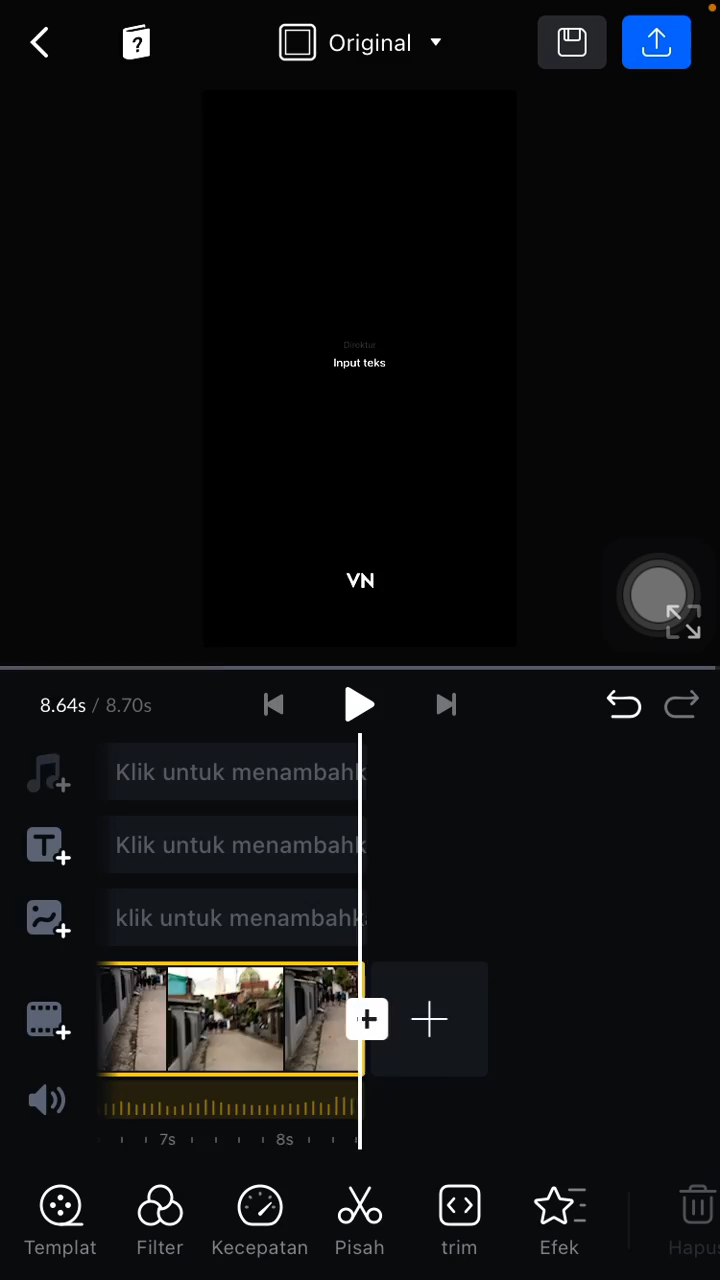 Original
Direktur
Input teks
VN
8.64s / 8.70s
Klik untuk menambahk
Klik untuk menambahk
klik untuk menambahk
7s
8s
Templat
Filter
Kecepatan
Pisah
trim
Efek
Hapus